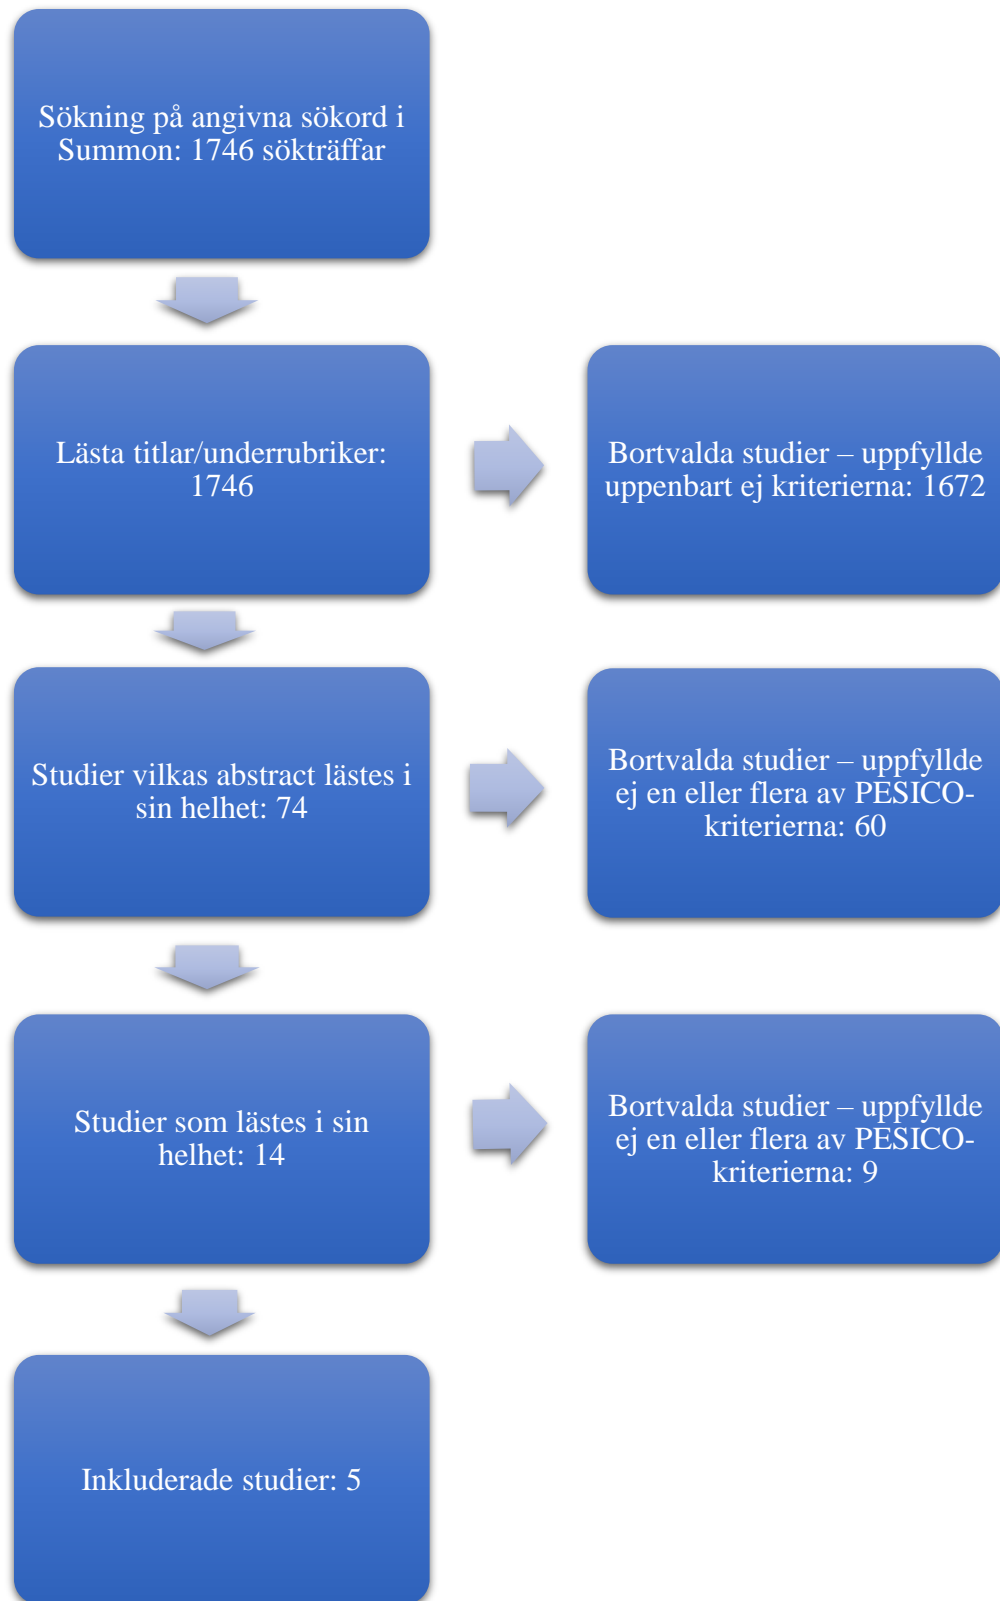 Sökning på angivna sökord i
Summon: 1746 sökträffar
Lästa titlar/underrubriker:
1746
Bortvalda studier – uppfyllde
uppenbart ej kriterierna: 1672
Studier vilkas abstract lästes i
sin helhet: 74
Bortvalda studier – uppfyllde
ej en eller flera av PESICO-
kriterierna: 60
Studier som lästes i sin
helhet: 14
Bortvalda studier – uppfyllde
ej en eller flera av PESICO-
kriterierna: 9
Inkluderade studier: 5